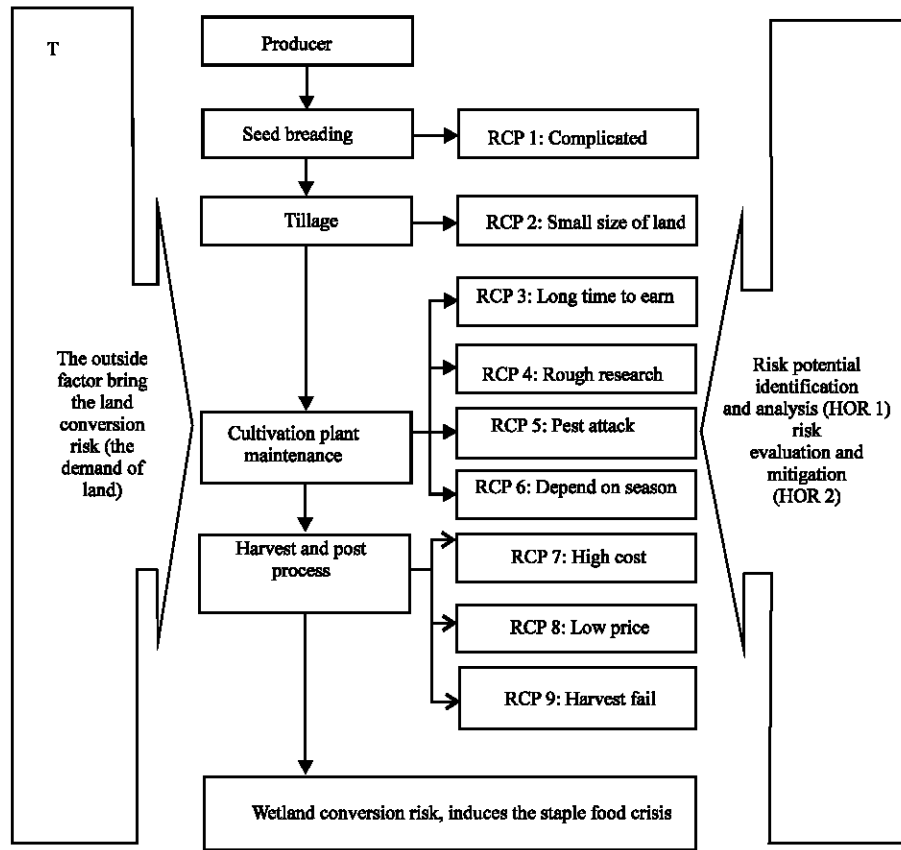 T
Producer
Seed breading
RCP 1: Complicated
Tillage
RCP 2: Small size of land
RCP 3: Long time to earn
The outside
factor bring
the land
conversion
risk (the
demand of
land)
Cultivation plant
maintenance
RCP 4: Rough research
RCP 5: Pest attack
RCP 6: Depend on season
Risk potential
identification
and analysis (HOR 1)
risk
evaluation and
mitigation
(HOR 2)
Harvest and post
process
RCP 7: High cost
RCP 8: Low price
RCP 9: Harvest fail
Wetland conversion risk, induces the staple food crisis